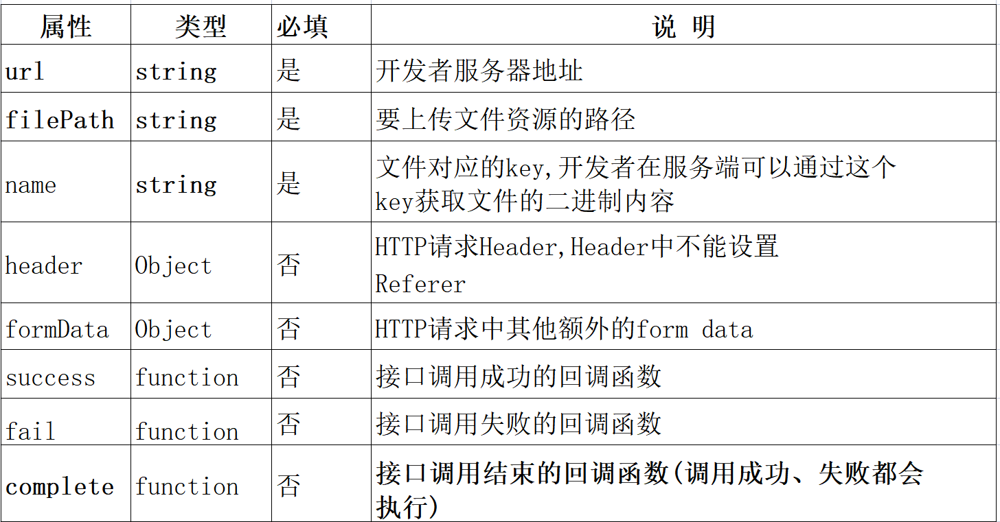 属性 类型 必填 说 明
url string 是 开发者服务器地址
filePath string 是 要上传文件资源的路径
name string 是 文件对应的key,开发者在服务端可以通过这个
key获取文件的二进制内容
header Object 否 HTTP请求Header,Header中不能设置
Referer
formData Object 否 HTTP请求中其他额外的form data
success function 否 接口调用成功的回调函数
fail function 否 接口调用失败的回调函数
complete function 否 接口调用结束的回调函数(调用成功、失败都会
执行)